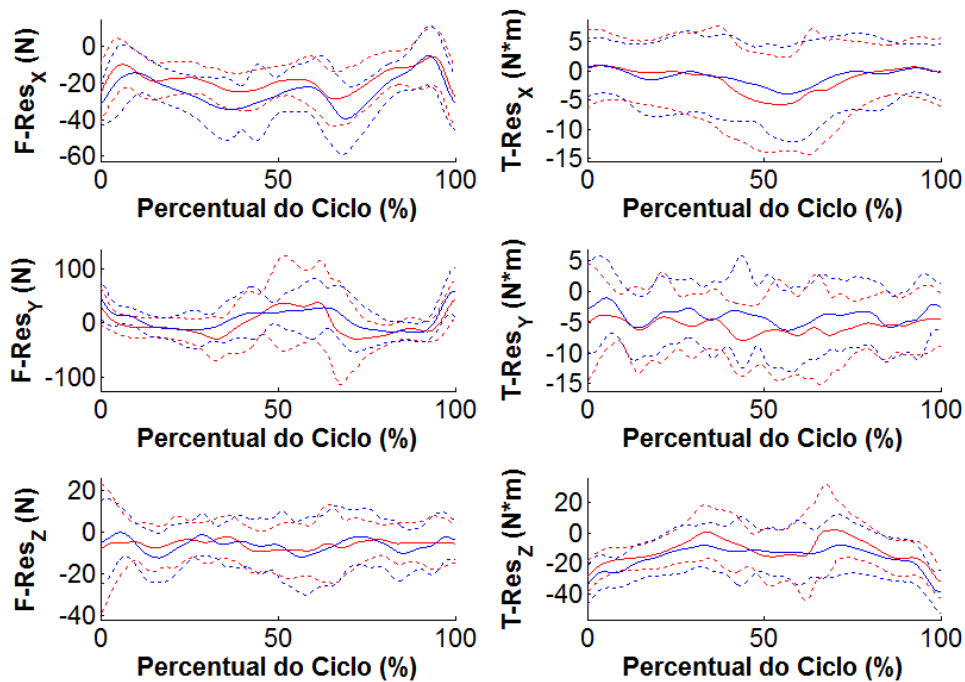 F-Res_X (N)
0
-20
-40
-60
0 50 100
Percentual do Ciclo (%)
T-Res_X (N*m)
5
0
-5
-10
-15
0 50 100
Percentual do Ciclo (%)
F-Res_Y (N)
100
0
-100
0 50 100
Percentual do Ciclo (%)
T-Res_Y (N*m)
5
0
-5
-10
-15
0 50 100
Percentual do Ciclo (%)
F-Res_Z (N)
20
0
-20
-40
0 50 100
Percentual do Ciclo (%)
T-Res_Z (N*m)
20
0
-20
-40
0 50 100
Percentual do Ciclo (%)